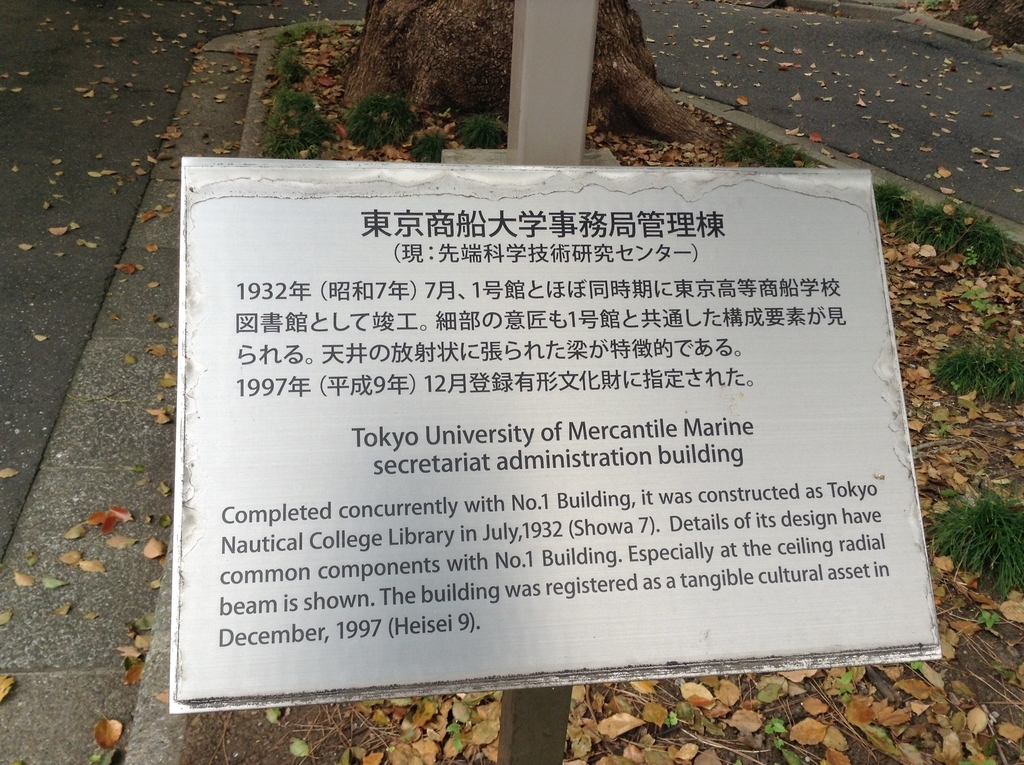 東京商船大学事務局管理棟
（現：先端科学技術研究センター）
1932年（昭和7年）7月、1号館とほぼ同時期に東京高等商船学校
図書館として竣工。細部の意匠も1号館と共通した構成要素が見
られる。天井の放射状に張られた梁が特徴的である。
1997年（平成9年）12月登録有形文化財に指定された。
Tokyo University of Mercantile Marine
secretariat administration building
Completed concurrently with No.1 Building, it was constructed as Tokyo
Nautical College Library in July,1932 (Showa 7). Details of its design have
common components with No.1 Building. Especially at the ceiling radial
beam is shown. The building was registered as a tangible cultural asset in
December, 1997 (Heisei 9).